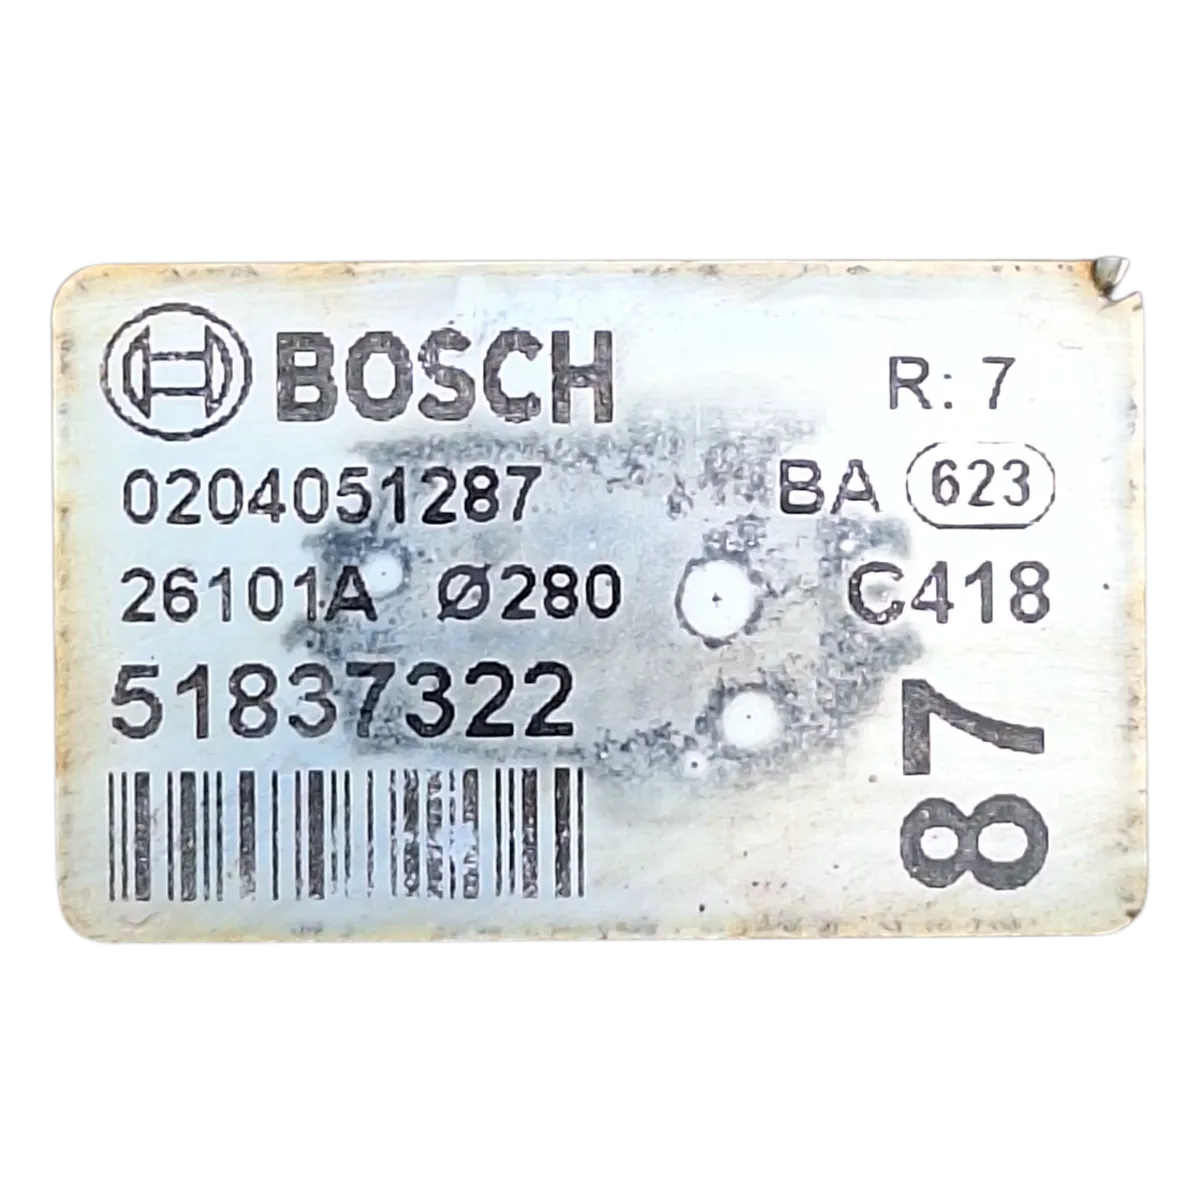 BOSCH
R: 7
0204051287
BA 623
26101A Ø280
C418
51837322
78